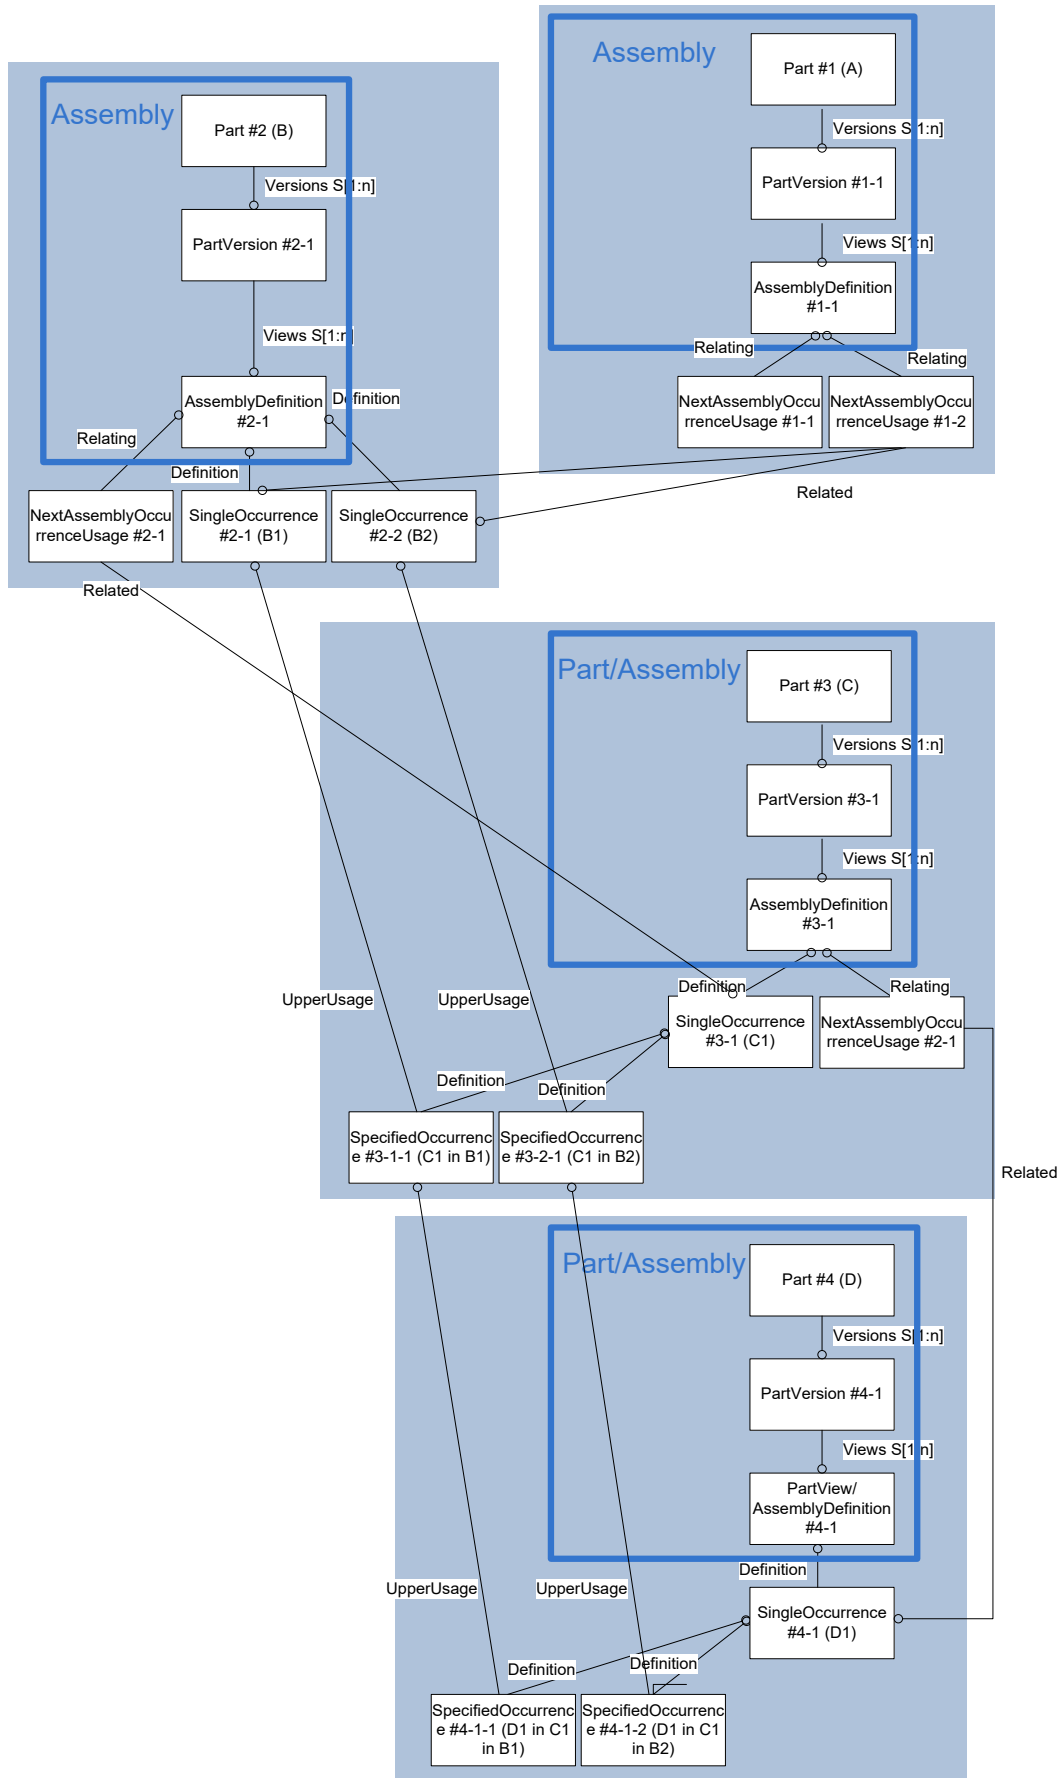 Assembly
Part #1 (A)
Versions S[1:n]
PartVersion #1-1
Views S[1:n]
AssemblyDefinition
#1-1
Relating
Relating
NextAssemblyOccu
rrenceUsage #1-1
NextAssemblyOccu
rrenceUsage #1-2
Related
Assembly
Part #2 (B)
Versions S[1:n]
PartVersion #2-1
Views S[1:n]
AssemblyDefinition
#2-1
Definition
Relating
Definition
NextAssemblyOccu
rrenceUsage #2-1
SingleOccurrence
#2-1 (B1)
SingleOccurrence
#2-2 (B2)
Related
Part/Assembly
Part #3 (C)
Versions S[1:n]
PartVersion #3-1
Views S[1:n]
AssemblyDefinition
#3-1
Definition
Relating
UpperUsage
UpperUsage
SingleOccurrence
#3-1 (C1)
NextAssemblyOccu
rrenceUsage #2-1
Definition
Definition
SpecifiedOccurrenc
e #3-1-1 (C1 in B1)
SpecifiedOccurrenc
e #3-2-1 (C1 in B2)
Related
Part/Assembly
Part #4 (D)
Versions S[1:n]
PartVersion #4-1
Views S[1:n]
PartView/
AssemblyDefinition
#4-1
Definition
UpperUsage
UpperUsage
SingleOccurrence
#4-1 (D1)
Definition
Definition
SpecifiedOccurrenc
e #4-1-1 (D1 in C1
in B1)
SpecifiedOccurrenc
e #4-1-2 (D1 in C1
in B2)